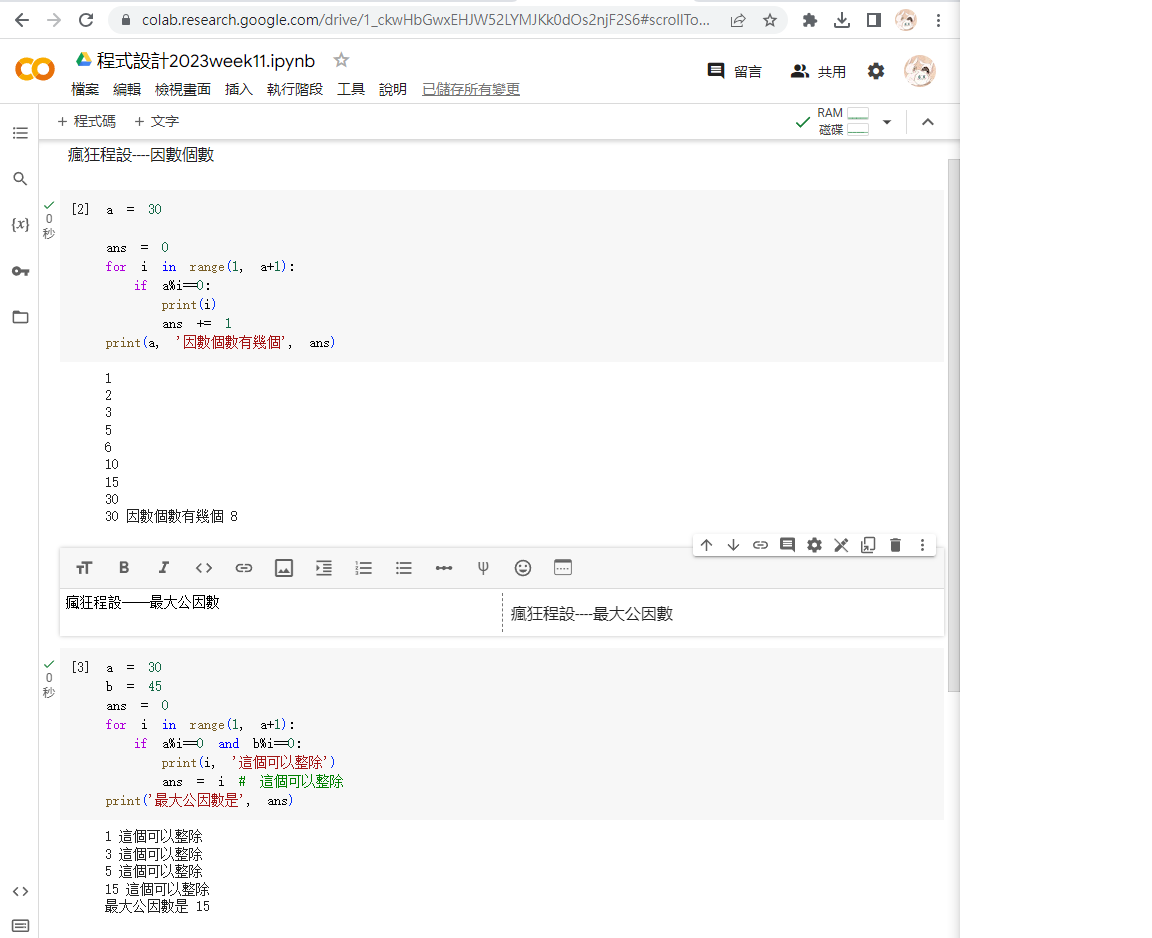 colab.research.google.com/drive/1_ckwHbGwxEHJW52LYMJKk0dOs2njF2S6#scrollTo...
程式設計2023week11.ipynb
檔案 編輯 檢視畫面 插入 執行階段 工具 說明 已儲存所有變更
留言 共用
+ 程式碼 + 文字
RAM
磁碟
瘋狂程設----因數個數
0
秒
[2] a = 30
ans = 0
for i in range(1, a+1):
if a%i==0:
print(i)
ans += 1
print(a, '因數個數有幾個', ans)
1
2
3
5
6
10
15
30
30 因數個數有幾個 8
瘋狂程設----最大公因數
瘋狂程設----最大公因數
0
秒
[3] a = 30
b = 45
ans = 0
for i in range(1, a+1):
if a%i==0 and b%i==0:
print(i, '這個可以整除')
ans = i # 這個可以整除
print('最大公因數是', ans)
1 這個可以整除
3 這個可以整除
5 這個可以整除
15 這個可以整除
最大公因數是 15